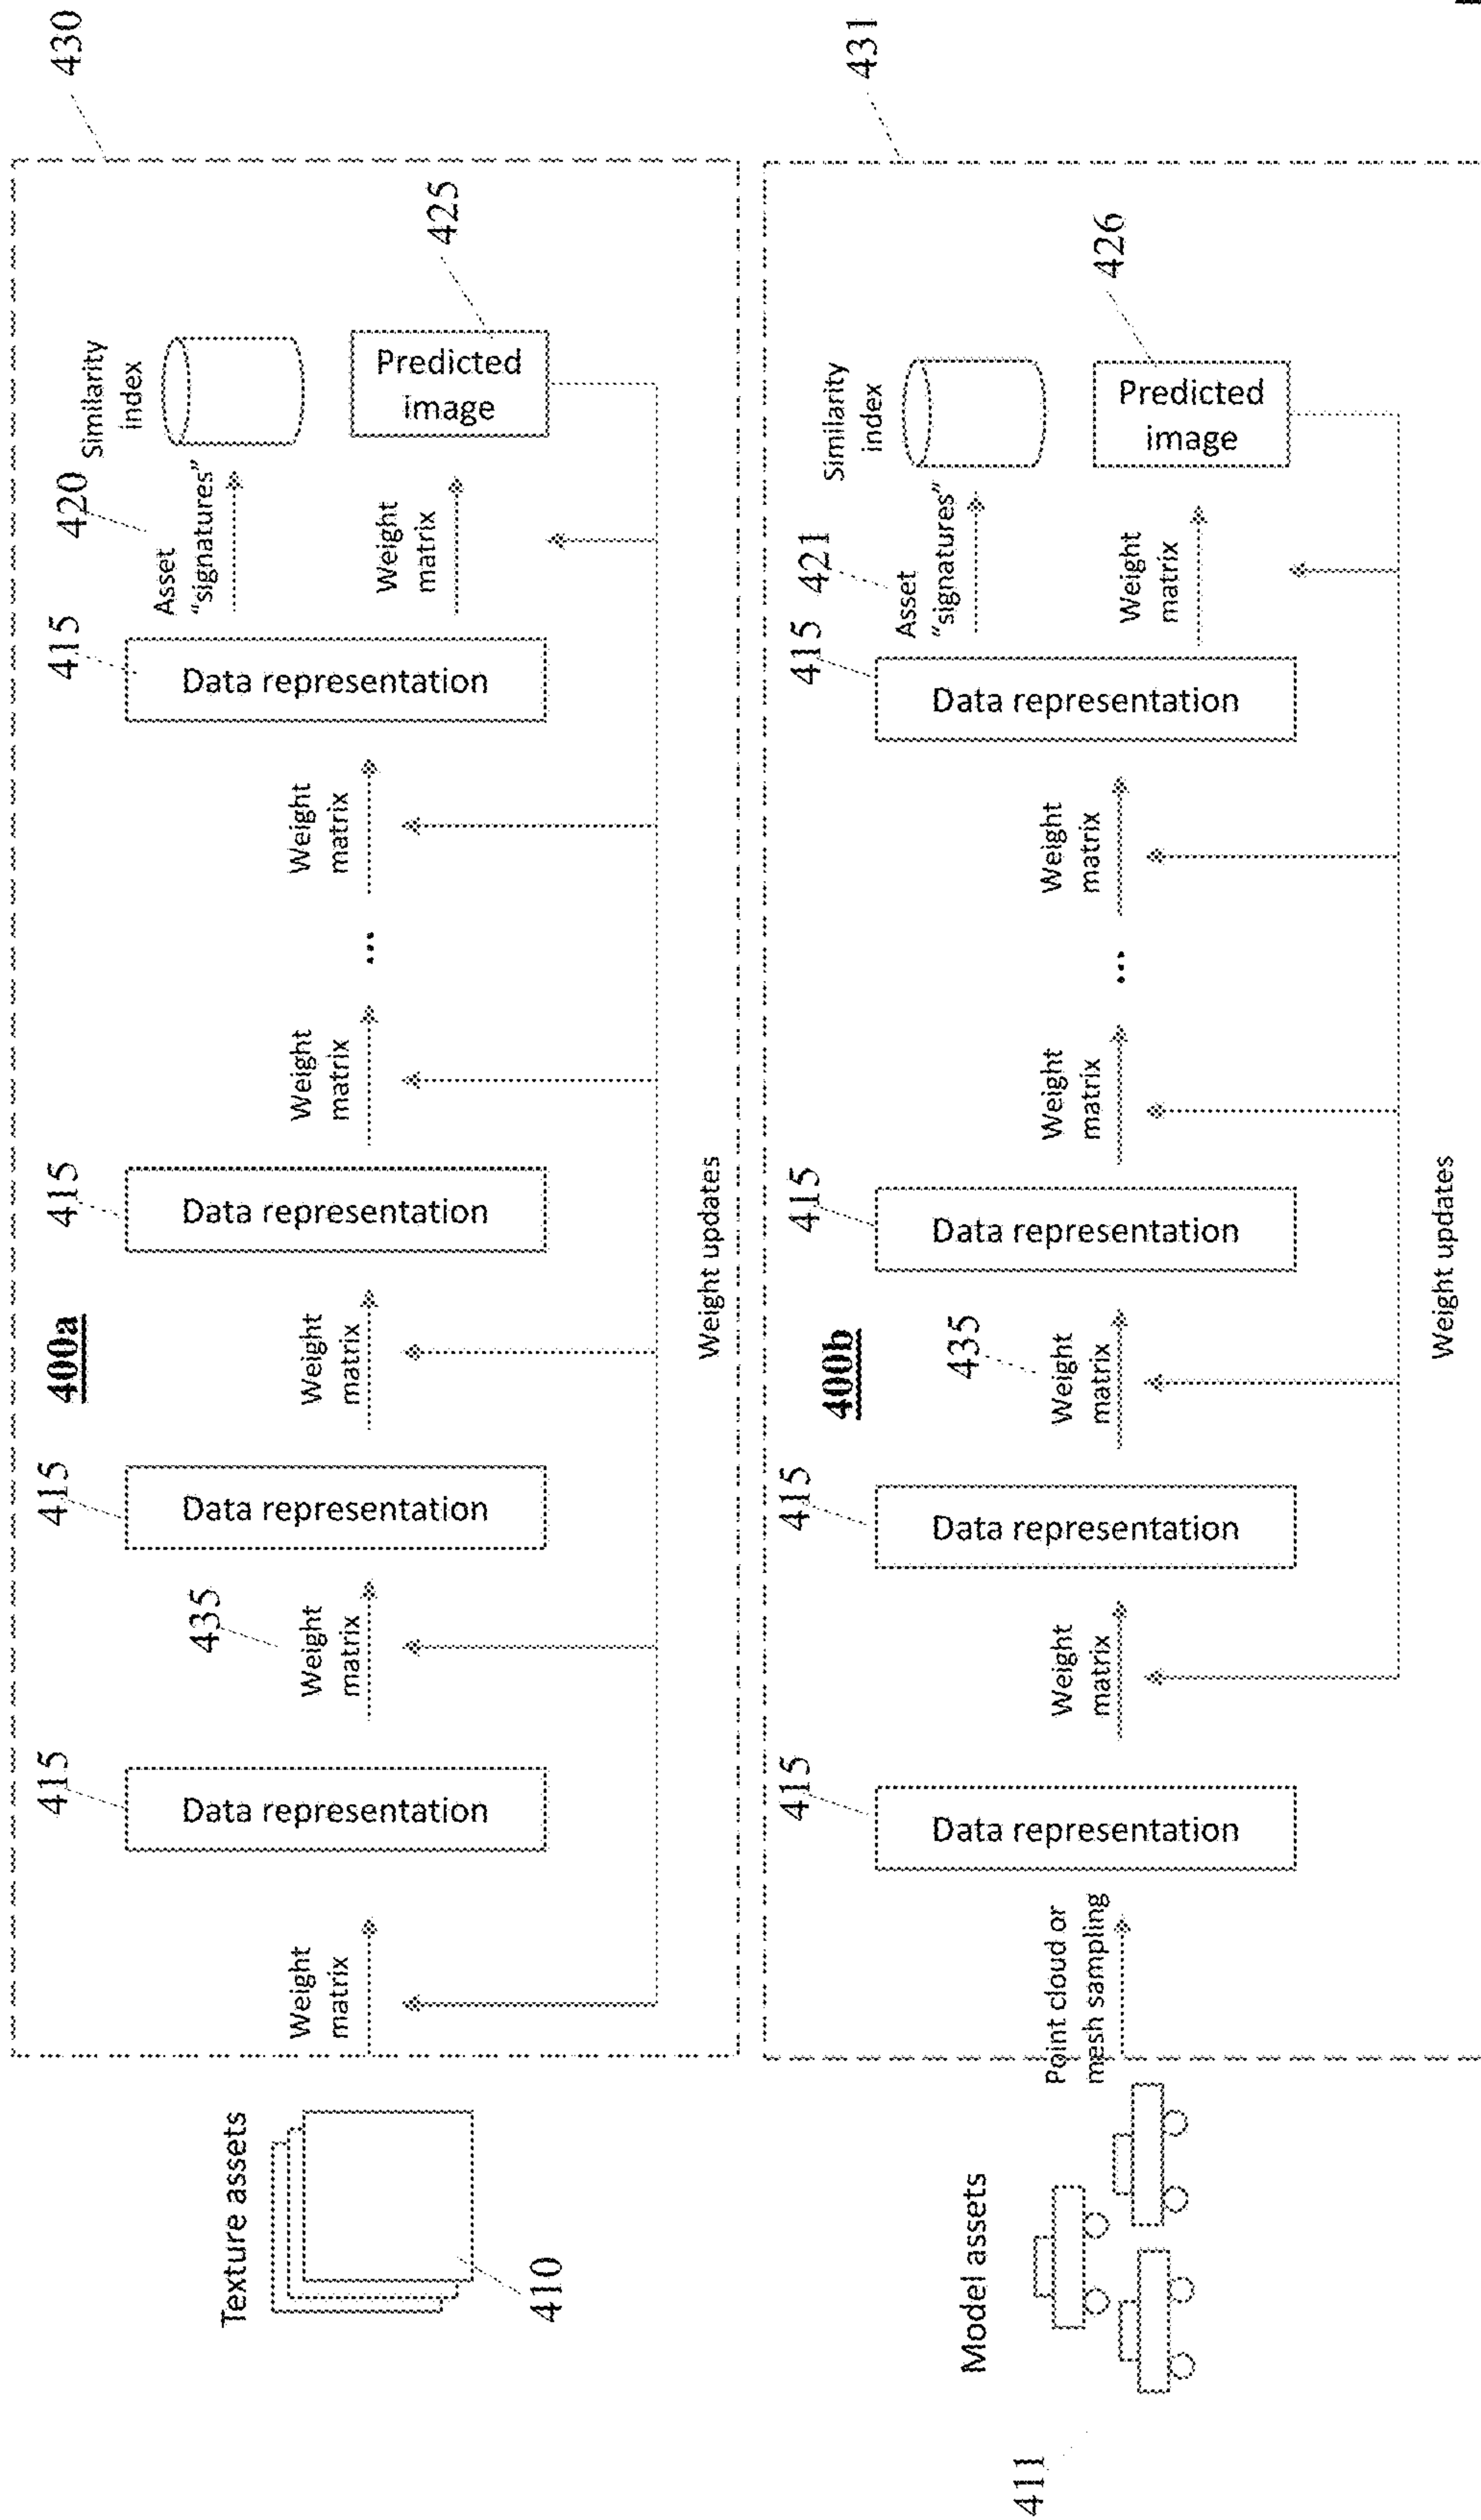 430
400a
415
415
415
415
420
Similarity
index
Asset
"signatures"
435
Texture assets
410
Weight
matrix
Data representation
Weight
matrix
Data representation
Weight
matrix
Data representation
Weight
matrix
...
Weight
matrix
Data representation
Weight
matrix
Predicted
image
425
Weight updates
431
400b
415
415
415
415
421
Similarity
index
Asset
"signatures"
435
411
Model assets
Point cloud or
mesh sampling
Data representation
Weight
matrix
Data representation
Weight
matrix
Data representation
Weight
matrix
...
Weight
matrix
Data representation
Weight
matrix
Predicted
image
426
Weight updates